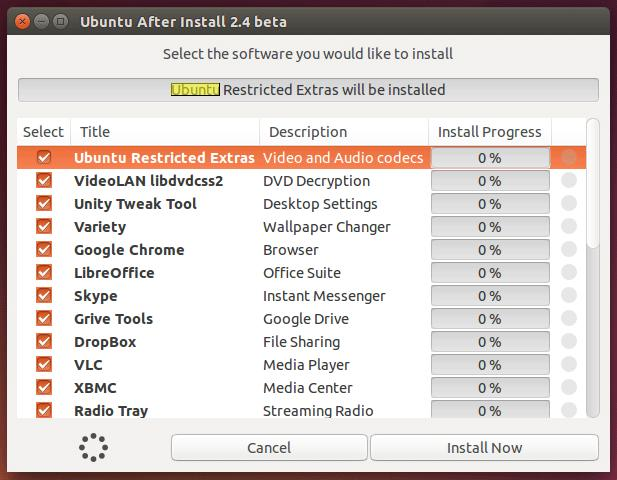 Ubuntu After Install 2.4 beta
Select the software you would like to install
Ubuntu Restricted Extras will be installed
Select Title Description Install Progress
Ubuntu Restricted Extras Video and Audio codecs 0 %
VideoLAN libdvdcss2 DVD Decryption 0 %
Unity Tweak Tool Desktop Settings 0 %
Variety Wallpaper Changer 0 %
Google Chrome Browser 0 %
LibreOffice Office Suite 0 %
Skype Instant Messenger 0 %
Grive Tools Google Drive 0 %
DropBox File Sharing 0 %
VLC Media Player 0 %
XBMC Media Center 0 %
Radio Tray Streaming Radio 0 %
Cancel Install Now